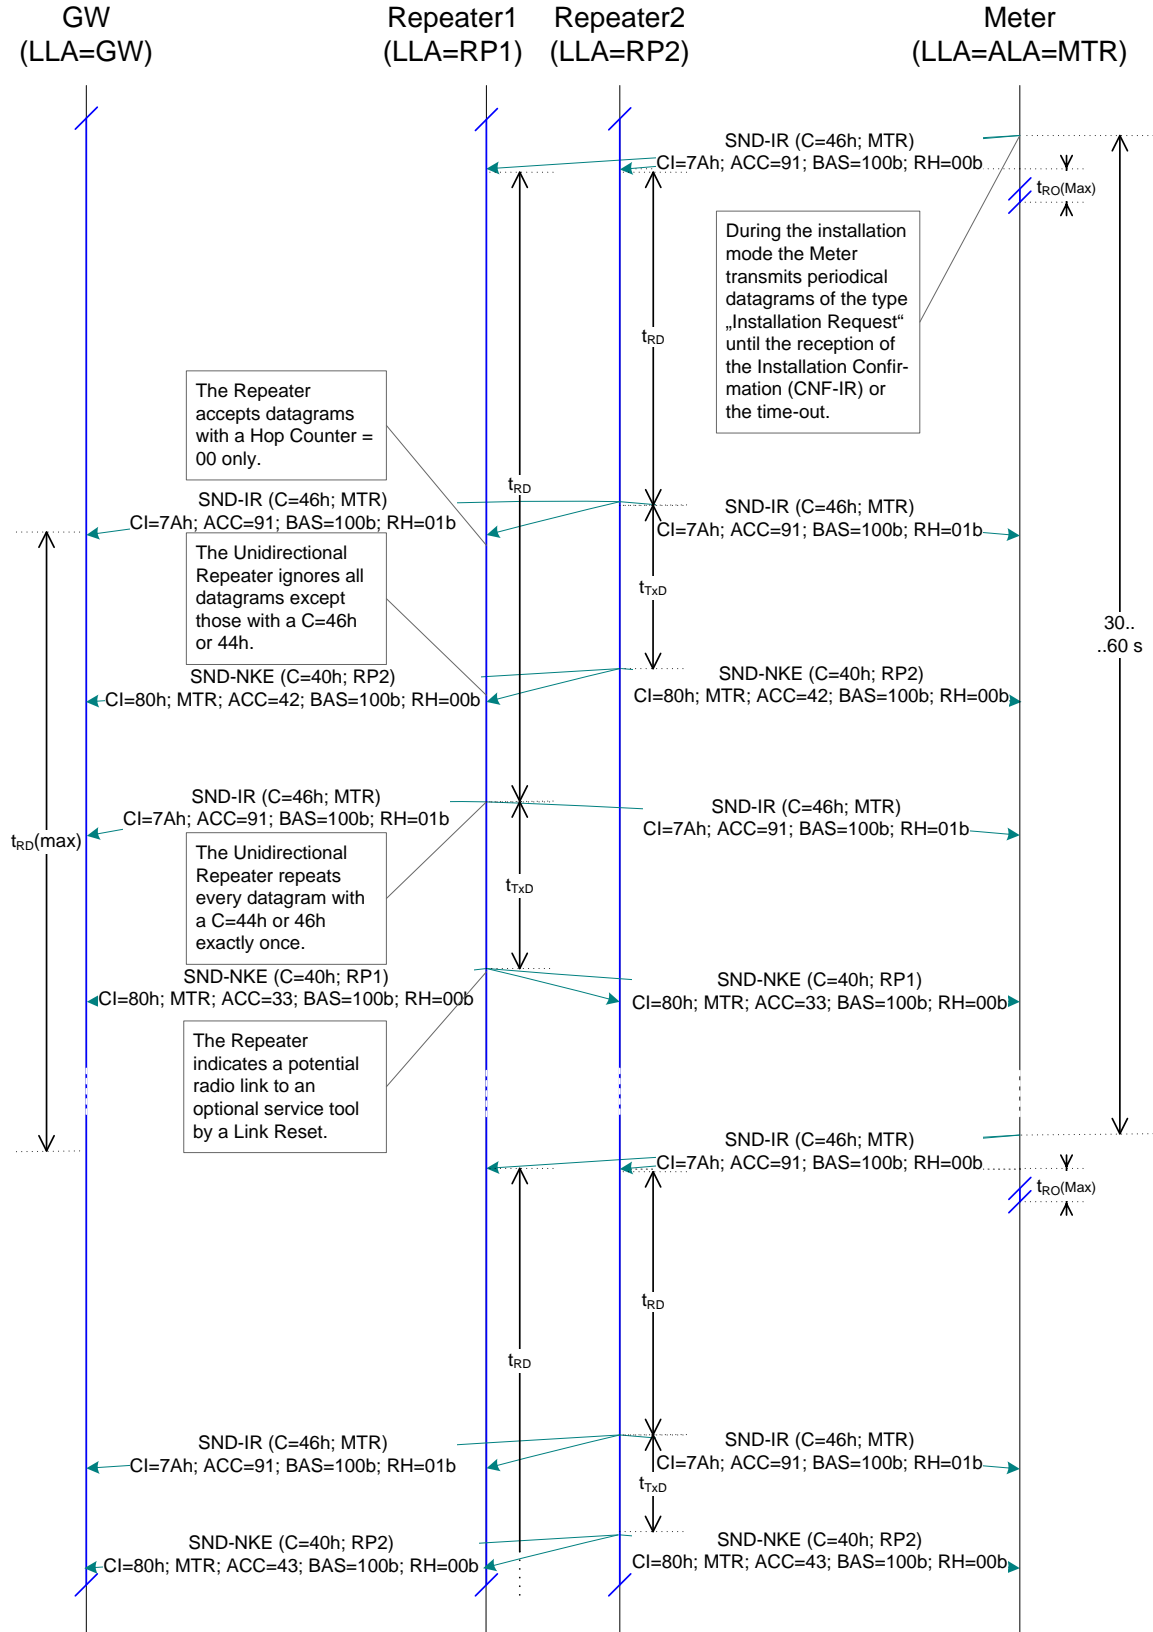 GW
(LLA=GW)
Repeater1
(LLA=RP1)
Repeater2
(LLA=RP2)
Meter
(LLA=ALA=MTR)
SND-IR (C=46h; MTR)
CI=7Ah; ACC=91; BAS=100b; RH=00b
tRO(Max)
During the installation
mode the Meter
transmits periodical
datagrams of the type
„Installation Request“
until the reception of
the Installation Confir-
mation (CNF-IR) or
the time-out.
tRD
The Repeater
accepts datagrams
with a Hop Counter =
00 only.
tRD
SND-IR (C=46h; MTR)
CI=7Ah; ACC=91; BAS=100b; RH=01b
SND-IR (C=46h; MTR)
CI=7Ah; ACC=91; BAS=100b; RH=01b
The Unidirectional
Repeater ignores all
datagrams except
those with a C=46h
or 44h.
tTxD
30..
..60 s
SND-NKE (C=40h; RP2)
CI=80h; MTR; ACC=42; BAS=100b; RH=00b
SND-NKE (C=40h; RP2)
CI=80h; MTR; ACC=42; BAS=100b; RH=00b
SND-IR (C=46h; MTR)
CI=7Ah; ACC=91; BAS=100b; RH=01b
SND-IR (C=46h; MTR)
CI=7Ah; ACC=91; BAS=100b; RH=01b
tRD(max)
The Unidirectional
Repeater repeats
every datagram with
a C=44h or 46h
exactly once.
tTxD
SND-NKE (C=40h; RP1)
CI=80h; MTR; ACC=33; BAS=100b; RH=00b
SND-NKE (C=40h; RP1)
CI=80h; MTR; ACC=33; BAS=100b; RH=00b
The Repeater
indicates a potential
radio link to an
optional service tool
by a Link Reset.
SND-IR (C=46h; MTR)
CI=7Ah; ACC=91; BAS=100b; RH=00b
tRO(Max)
tRD
tRD
SND-IR (C=46h; MTR)
CI=7Ah; ACC=91; BAS=100b; RH=01b
SND-IR (C=46h; MTR)
CI=7Ah; ACC=91; BAS=100b; RH=01b
tTxD
SND-NKE (C=40h; RP2)
CI=80h; MTR; ACC=43; BAS=100b; RH=00b
SND-NKE (C=40h; RP2)
CI=80h; MTR; ACC=43; BAS=100b; RH=00b